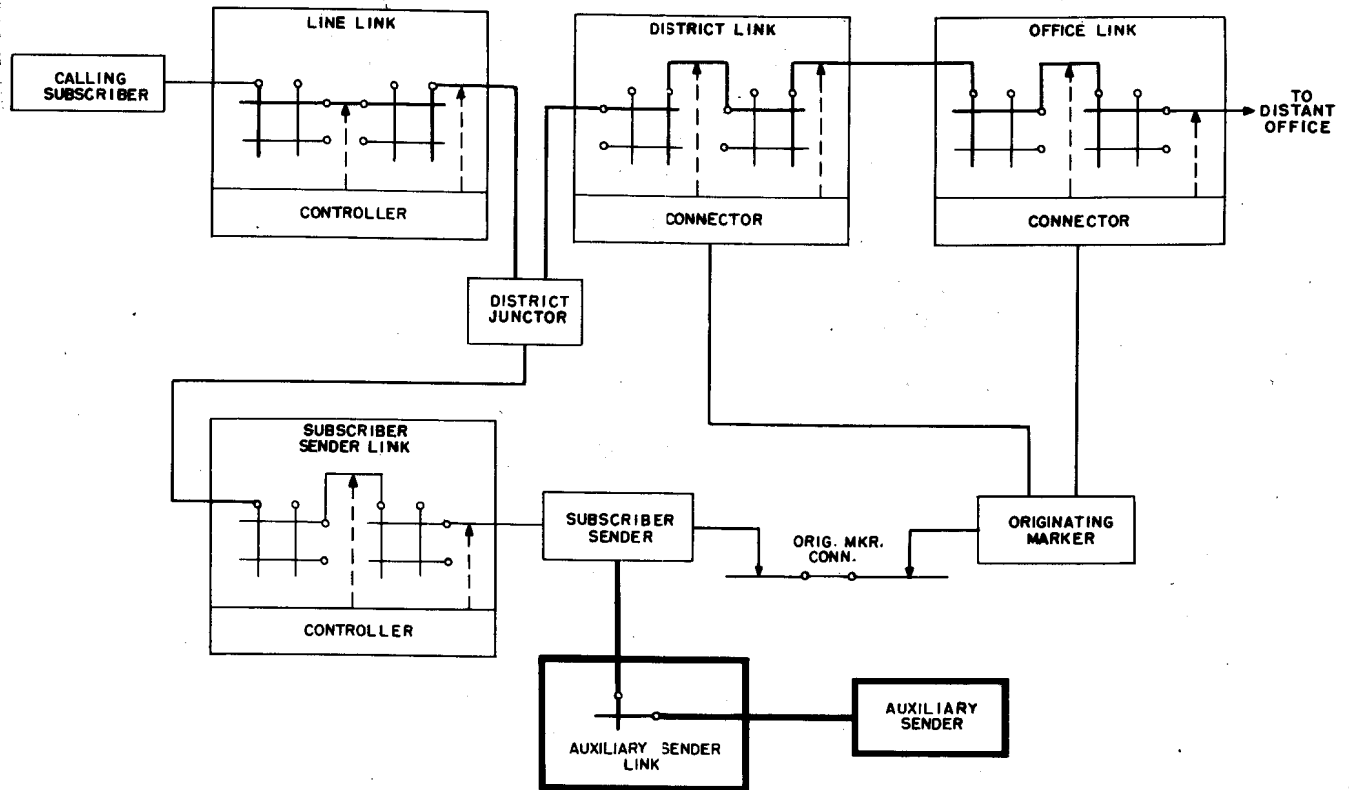 LINE LINK
DISTRICT LINK
OFFICE LINK
CALLING
SUBSCRIBER
TO
DISTANT
OFFICE
CONTROLLER
CONNECTOR
CONNECTOR
DISTRICT
JUNCTOR
SUBSCRIBER
SENDER LINK
SUBSCRIBER
SENDER
ORIG. MKR.
CONN.
ORIGINATING
MARKER
CONTROLLER
AUXILIARY SENDER
LINK
AUXILIARY
SENDER